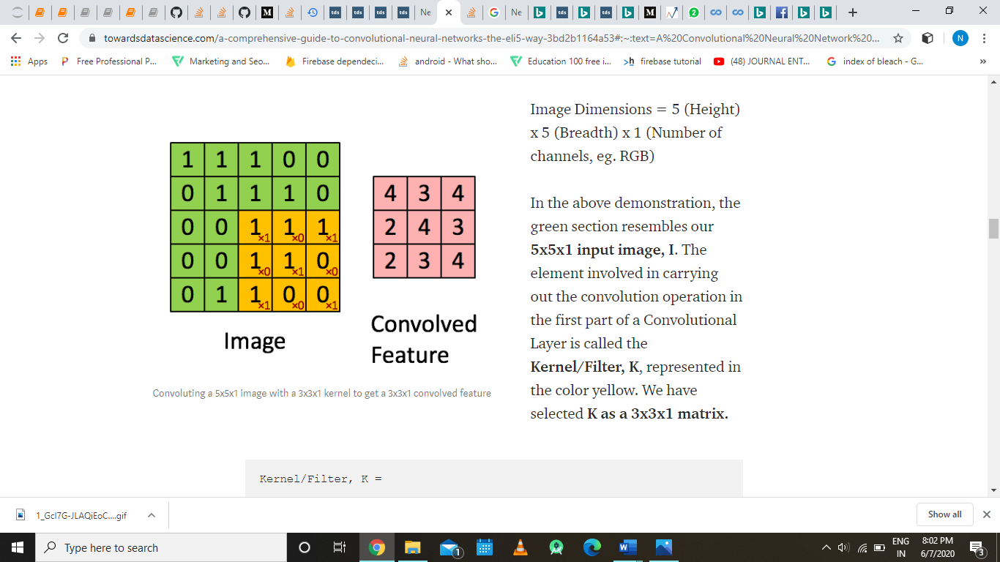 tds tds tds tds Ne Ne tds tds 2
towardsdatascience.com/a-comprehensive-guide-to-convolutional-neural-networks-the-eli5-way-3bd2b1164a53#:~:text=A%20Convolutional%20Neural%20Network%20... N
Apps Free Professional P... Marketing and Seo... Firebase dependeci... android - What sho... Education 100 free i... >h firebase tutorial (48) JOURNAL ENT... index of bleach - G... »
Image Dimensions = 5 (Height)
x 5 (Breadth) x 1 (Number of
channels, eg. RGB)
In the above demonstration, the
green section resembles our
5x5x1 input image, I. The
element involved in carrying
out the convolution operation in
the first part of a Convolutional
Layer is called the
Kernel/Filter, K, represented in
the color yellow. We have
selected K as a 3x3x1 matrix.
1 1 1 0 0
0 1 1 1 0
0 0 1×1 1×0 1×1
0 0 1×0 1×1 0×0
0 1 1×1 0×0 0×1
Image
4 3 4
2 4 3
2 3 4
Convolved
Feature
Convoluting a 5x5x1 image with a 3x3x1 kernel to get a 3x3x1 convolved feature
Kernel/Filter, K =
1_GcI7G-JLAQiEoC....gif Show all
Type here to search 1 ENG 8:02 PM
IN 6/7/2020 3